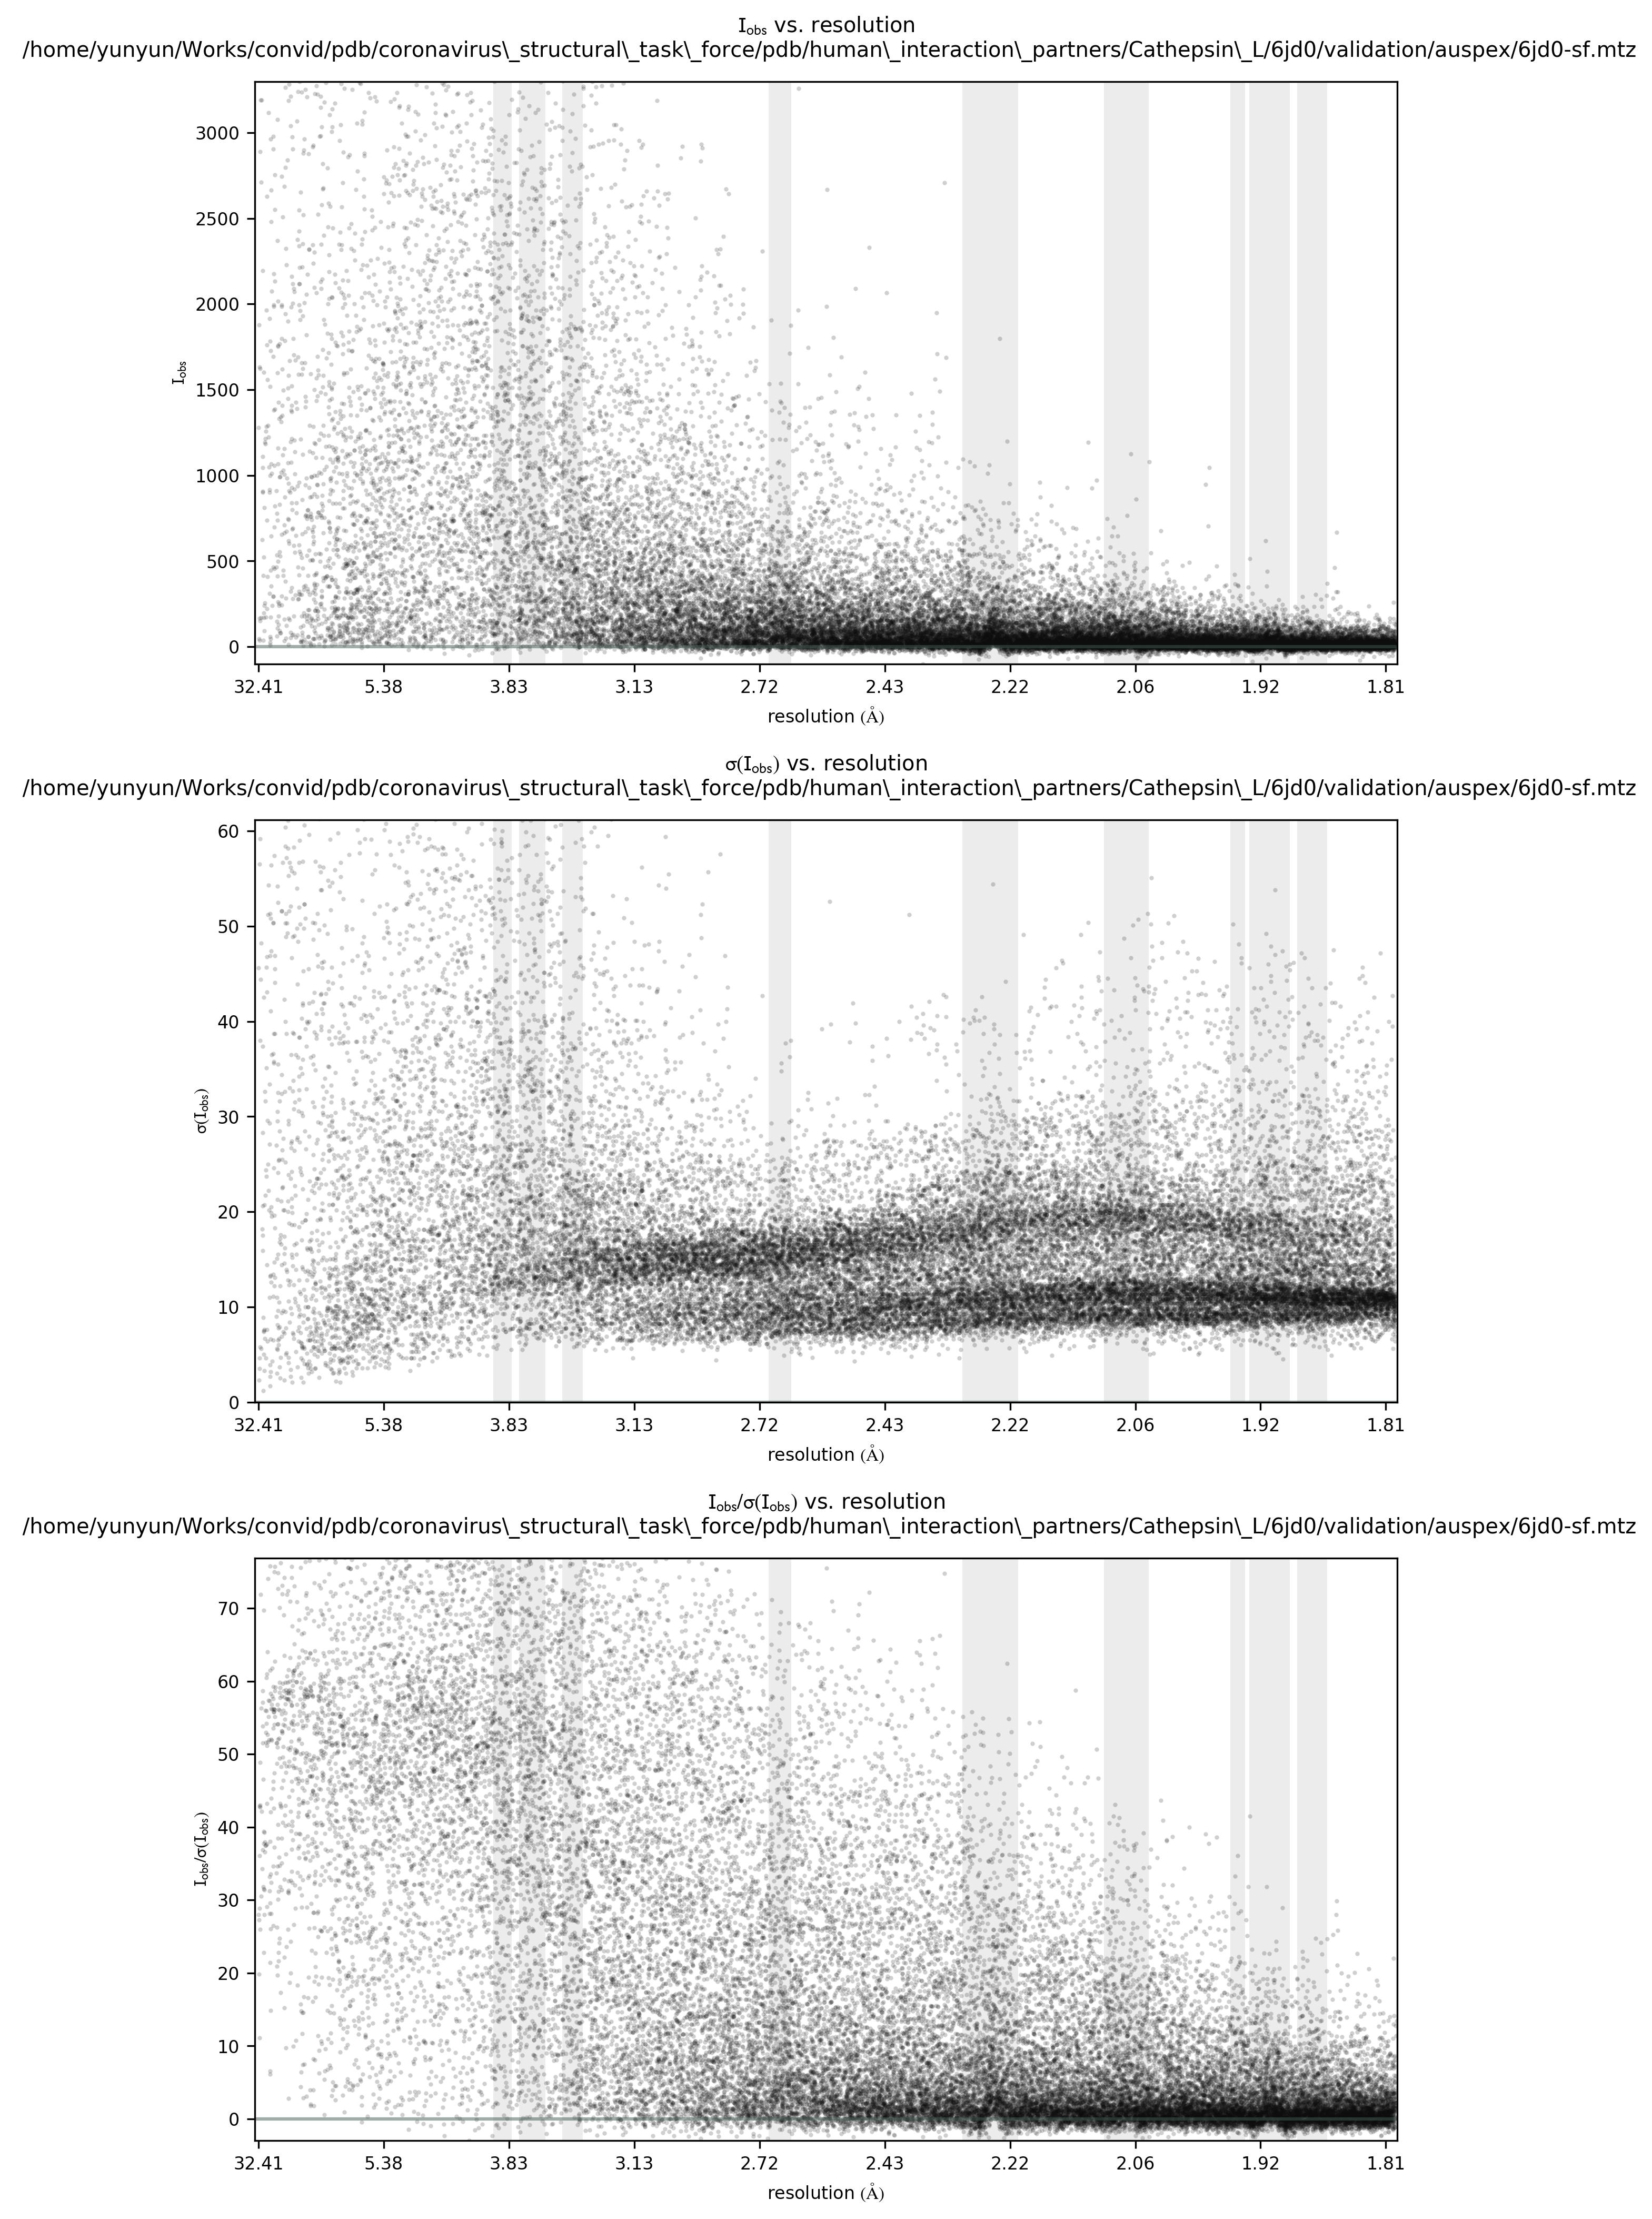 I_obs vs. resolution
/home/yunyun/Works/convid/pdb/coronavirus\_structural\_task\_force/pdb/human\_interaction\_partners/Cathepsin\_L/6jd0/validation/auspex/6jd0-sf.mtz
3000
2500
2000
1500
1000
500
0
I_obs
32.41 5.38 3.83 3.13 2.72 2.43 2.22 2.06 1.92 1.81
resolution (Å)
σ(I_obs) vs. resolution
/home/yunyun/Works/convid/pdb/coronavirus\_structural\_task\_force/pdb/human\_interaction\_partners/Cathepsin\_L/6jd0/validation/auspex/6jd0-sf.mtz
60
50
40
30
20
10
0
σ(I_obs)
32.41 5.38 3.83 3.13 2.72 2.43 2.22 2.06 1.92 1.81
resolution (Å)
I_obs/σ(I_obs) vs. resolution
/home/yunyun/Works/convid/pdb/coronavirus\_structural\_task\_force/pdb/human\_interaction\_partners/Cathepsin\_L/6jd0/validation/auspex/6jd0-sf.mtz
70
60
50
40
30
20
10
0
I_obs/σ(I_obs)
32.41 5.38 3.83 3.13 2.72 2.43 2.22 2.06 1.92 1.81
resolution (Å)